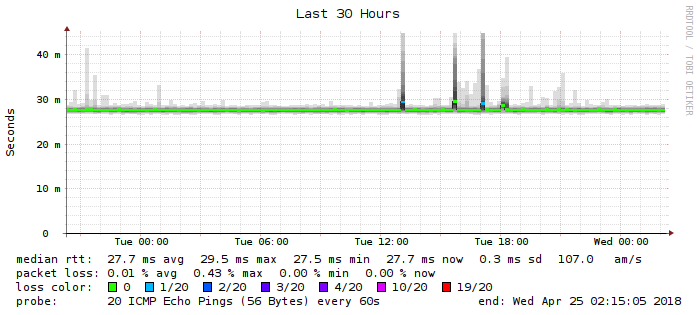 Last 30 Hours
RRDTOOL / TOBI OETIKER
Seconds
40 m
30 m
20 m
10 m
0
Tue 00:00 Tue 06:00 Tue 12:00 Tue 18:00 Wed 00:00
median rtt: 27.7 ms avg 29.5 ms max 27.5 ms min 27.7 ms now 0.3 ms sd 107.0 am/s
packet loss: 0.01 % avg 0.43 % max 0.00 % min 0.00 % now
loss color: 0 1/20 2/20 3/20 4/20 10/20 19/20
probe: 20 ICMP Echo Pings (56 Bytes) every 60s end: Wed Apr 25 02:15:05 2018